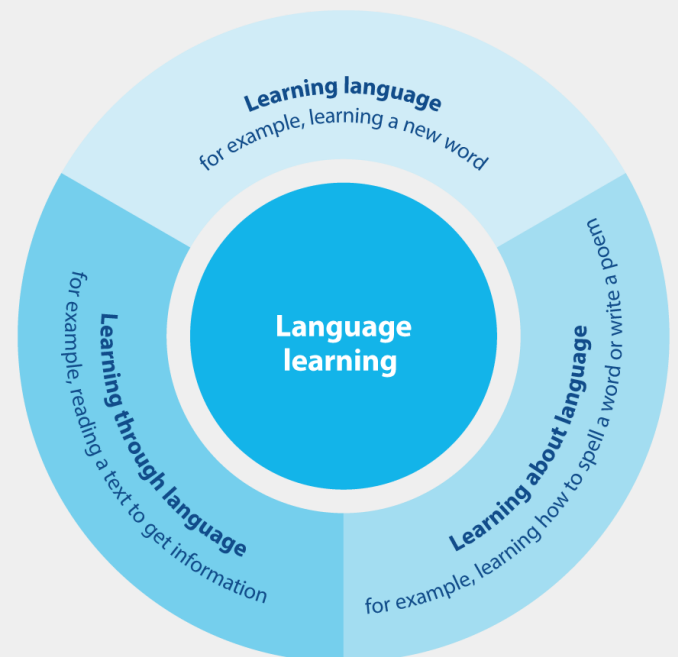 Learning language
for example, learning a new word
Language
learning
Learning through language
for example, reading a text to get information
Learning about language
for example, learning how to spell a word or write a poem